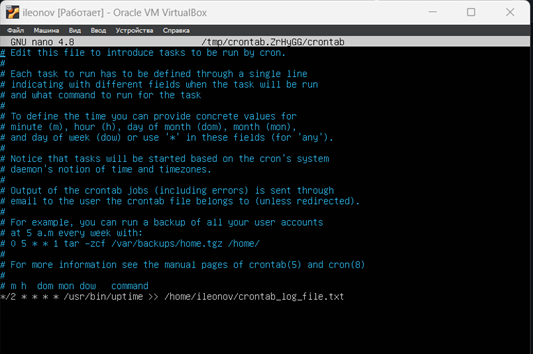 ileonov [Работает] - Oracle VM VirtualBox
Файл Машина Вид Ввод Устройства Справка
GNU nano 4.8 /tmp/crontab.ZrHyGG/crontab
# Edit this file to introduce tasks to be run by cron.
#
# Each task to run has to be defined through a single line
# indicating with different fields when the task will be run
# and what command to run for the task
#
# To define the time you can provide concrete values for
# minute (m), hour (h), day of month (dom), month (mon),
# and day of week (dow) or use '*' in these fields (for 'any').
#
# Notice that tasks will be started based on the cron's system
# daemon's notion of time and timezones.
#
# Output of the crontab jobs (including errors) is sent through
# email to the user the crontab file belongs to (unless redirected).
#
# For example, you can run a backup of all your user accounts
# at 5 a.m every week with:
# 0 5 * * 1 tar -zcf /var/backups/home.tgz /home/
#
# For more information see the manual pages of crontab(5) and cron(8)
#
# m h  dom mon dow   command
*/2 * * * * /usr/bin/uptime >> /home/ileonov/crontab_log_file.txt